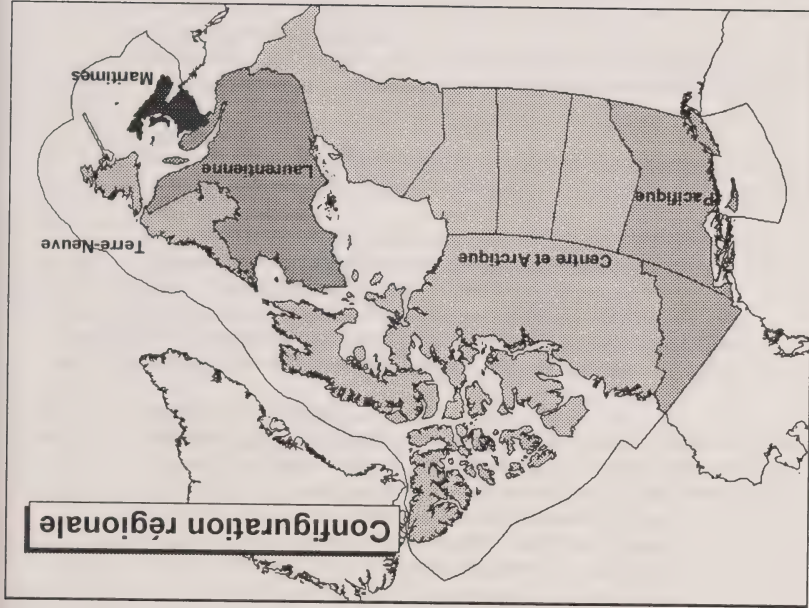 Configuration régionale
Centre et Arctique
Pacifique
Terre-Neuve
Laurentienne
Maritimes